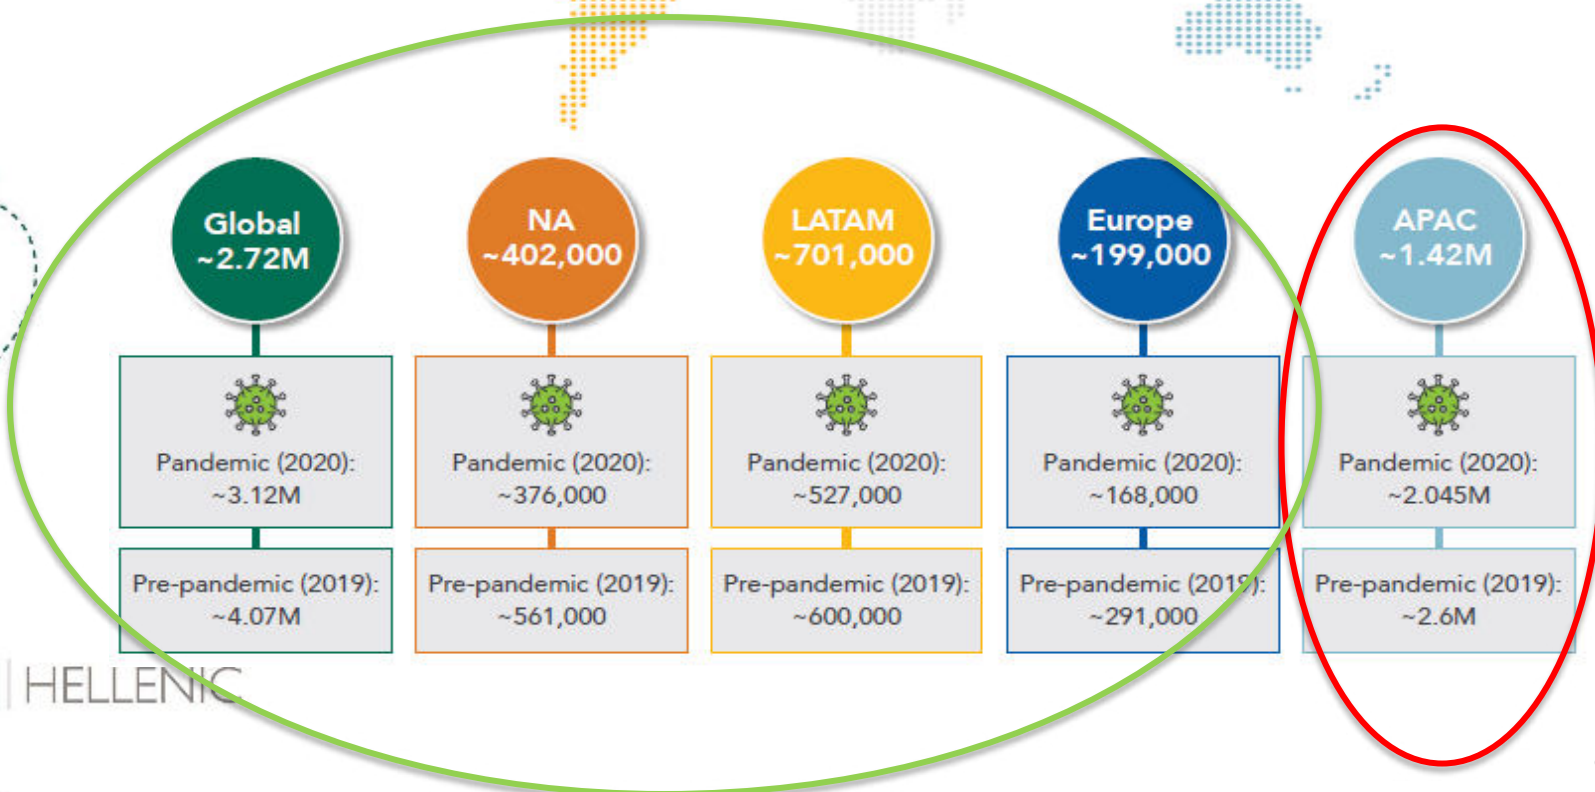 Global
~2.72M
NA
~402,000
LATAM
~701,000
Europe
~199,000
APAC
~1.42M
Pandemic (2020):
~3.12M
Pandemic (2020):
~376,000
Pandemic (2020):
~527,000
Pandemic (2020):
~168,000
Pandemic (2020):
~2.045M
Pre-pandemic (2019):
~4.07M
Pre-pandemic (2019):
~561,000
Pre-pandemic (2019):
~600,000
Pre-pandemic (2019):
~291,000
Pre-pandemic (2019):
~2.6M
HELLENIC